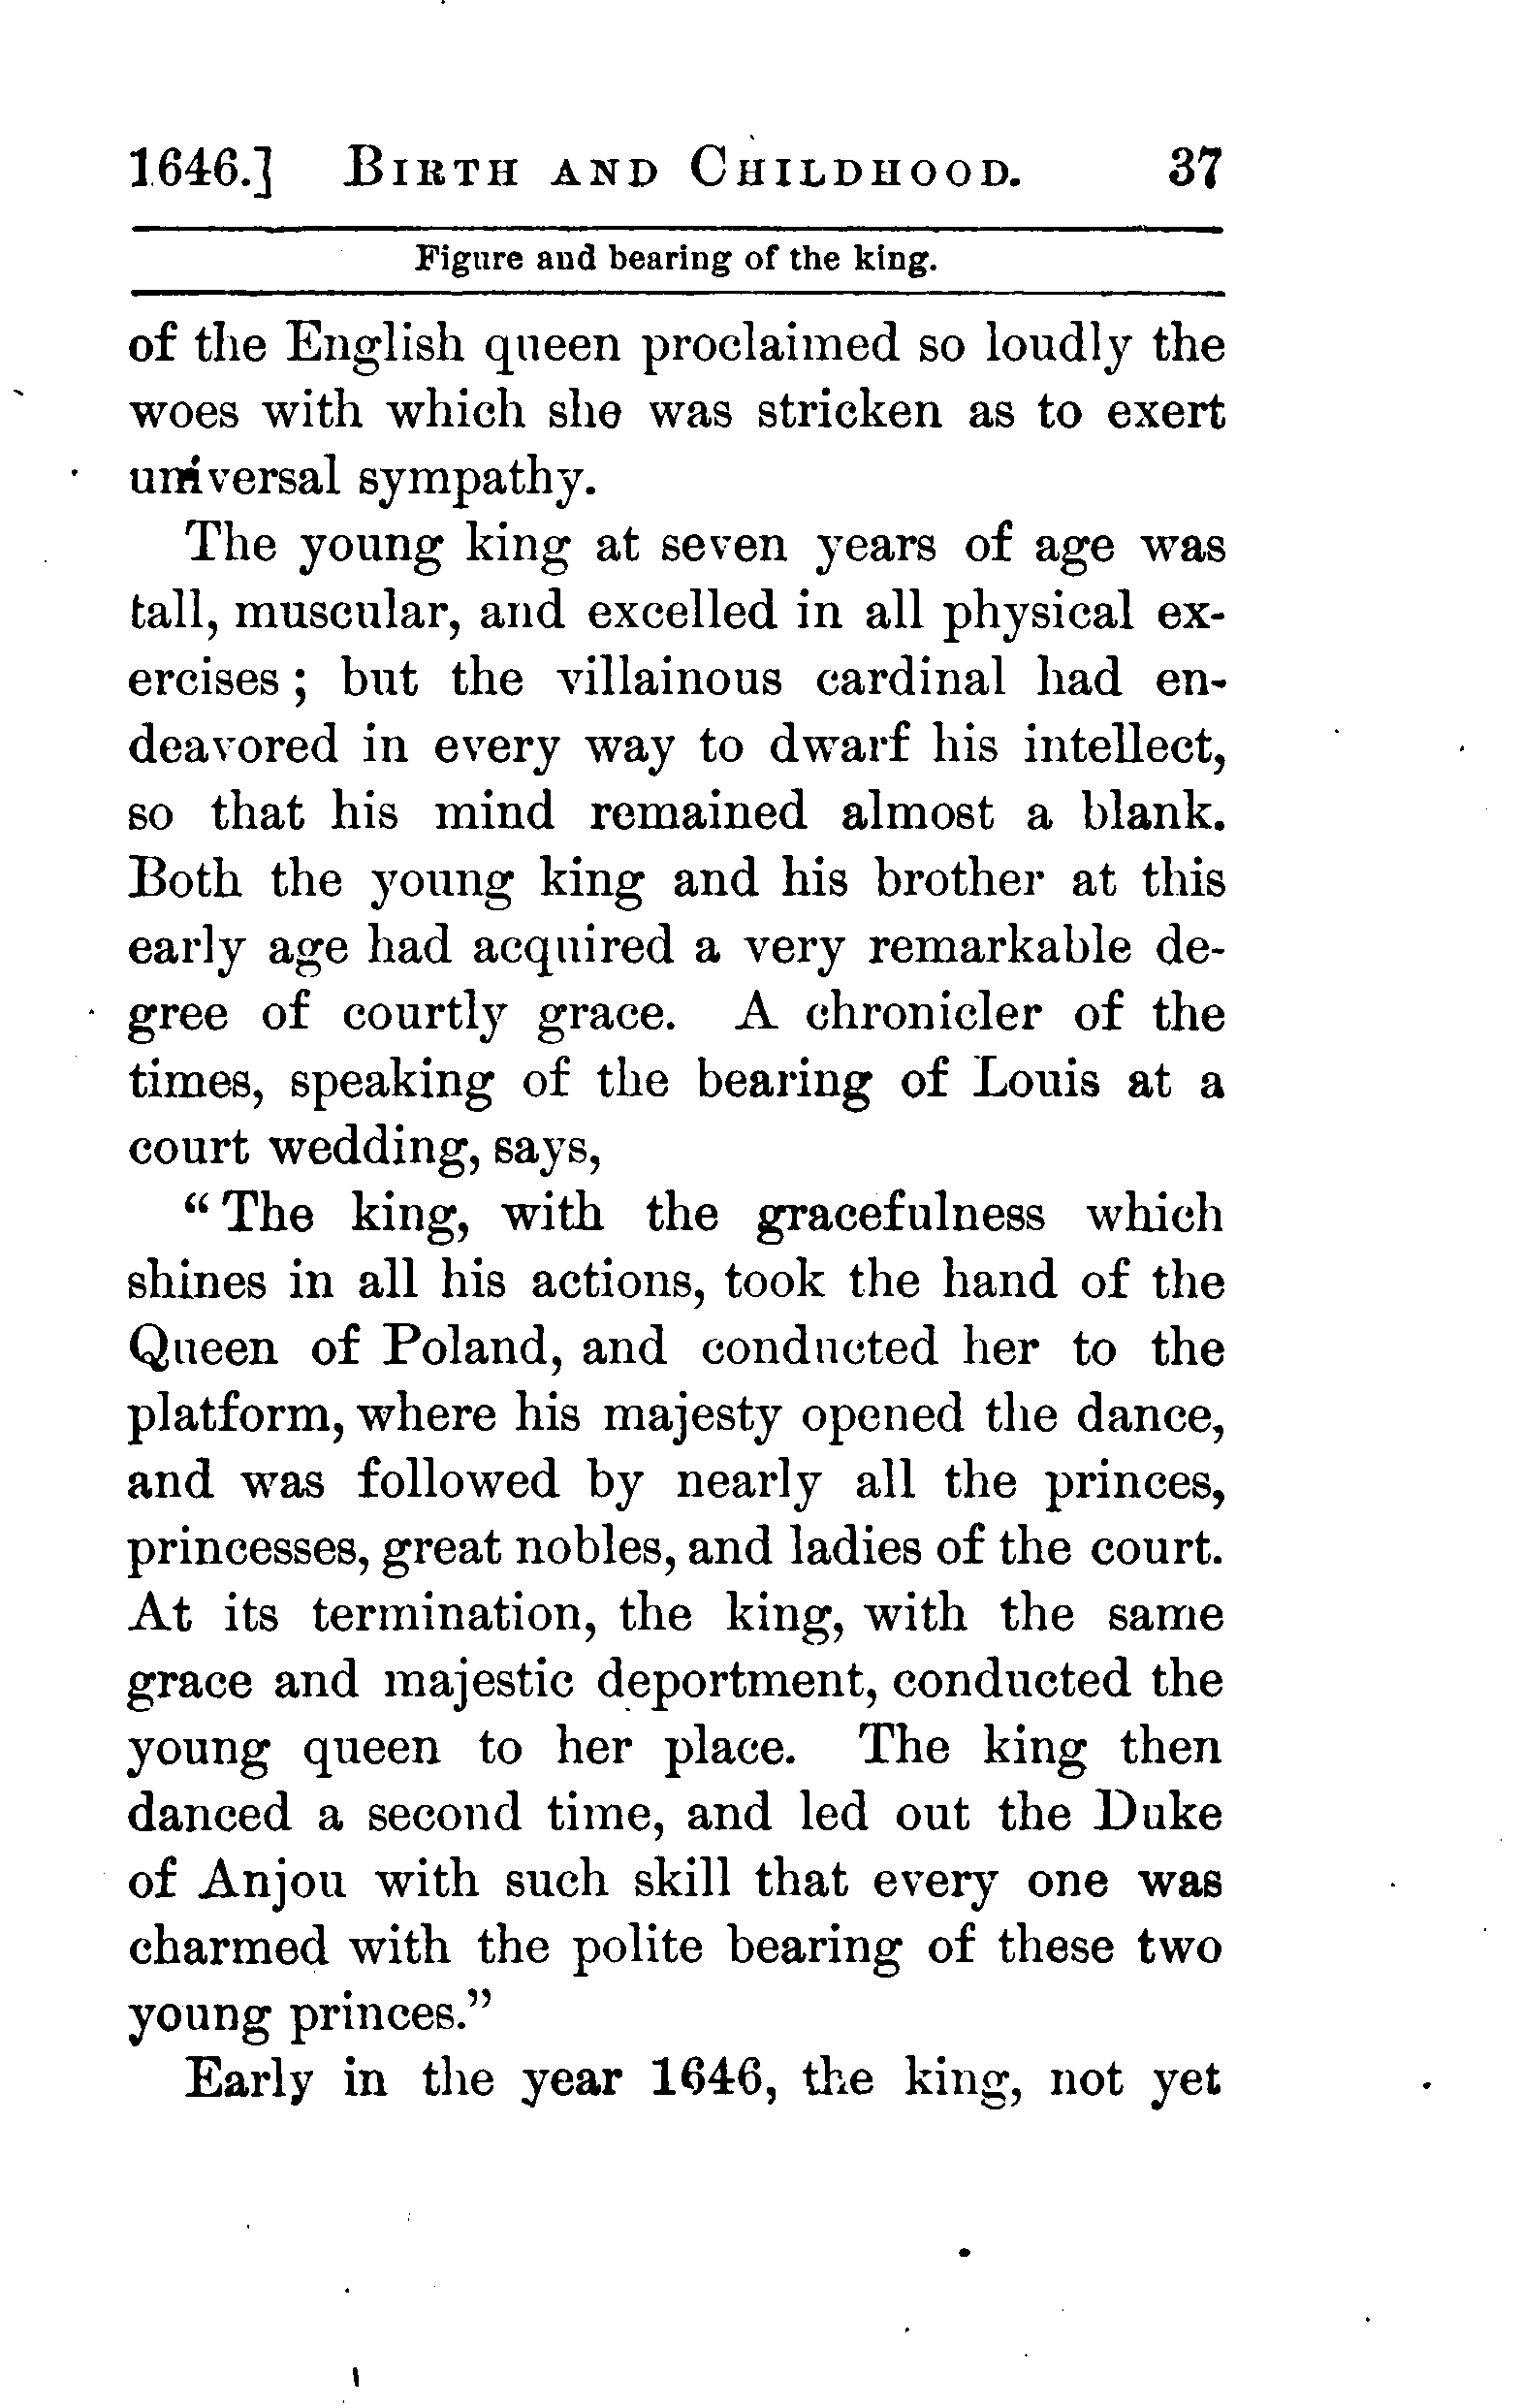 1646.] BIRTH AND CHILDHOOD. 37
Figure and bearing of the king.
of the English queen proclaimed so loudly the
woes with which she was stricken as to exert
universal sympathy.
The young king at seven years of age was
tall, muscular, and excelled in all physical ex-
ercises; but the villainous cardinal had en-
deavored in every way to dwarf his intellect,
so that his mind remained almost a blank.
Both the young king and his brother at this
early age had acquired a very remarkable de-
gree of courtly grace. A chronicler of the
times, speaking of the bearing of Louis at a
court wedding, says,
"The king, with the gracefulness which
shines in all his actions, took the hand of the
Queen of Poland, and conducted her to the
platform, where his majesty opened the dance,
and was followed by nearly all the princes,
princesses, great nobles, and ladies of the court.
At its termination, the king, with the same
grace and majestic deportment, conducted the
young queen to her place. The king then
danced a second time, and led out the Duke
of Anjou with such skill that every one was
charmed with the polite bearing of these two
young princes."
Early in the year 1646, the king, not yet